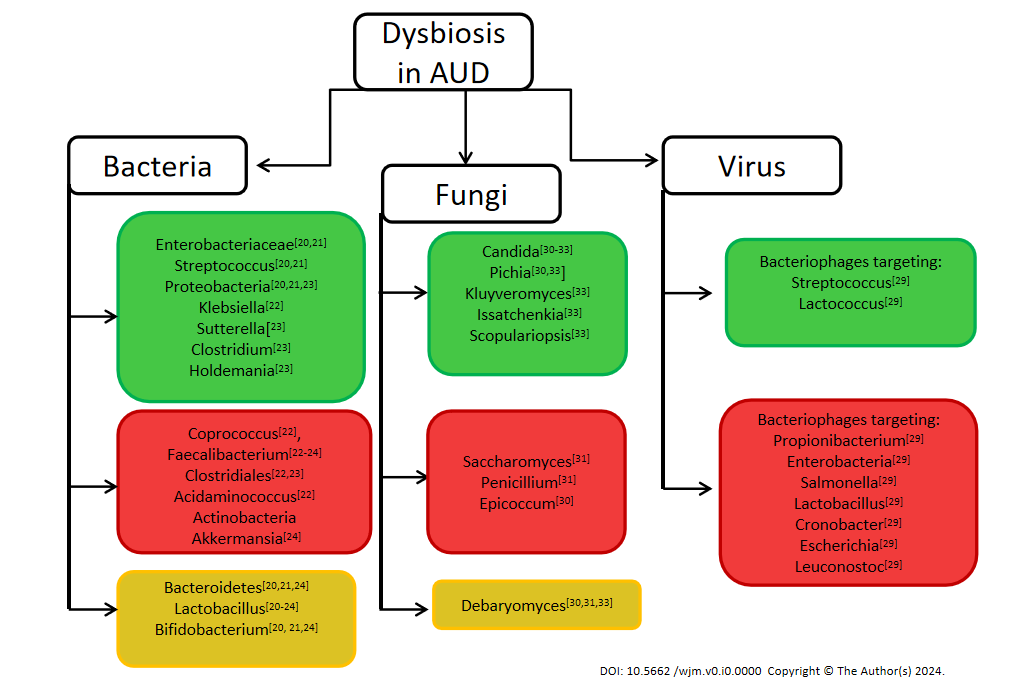 Dysbiosis
in AUD
Bacteria
Enterobacteriaceae[20,21]
Streptococcus[20,21]
Proteobacteria[20,21,23]
Klebsiella[22]
Sutterella[23]
Clostridium[23]
Holdemania[23]
Coprococcus[22],
Faecalibacterium[22-24]
Clostridiales[22,23]
Acidaminococcus[22]
Actinobacteria
Akkermansia[24]
Bacteroidetes[20,21,24]
Lactobacillus[20-24]
Bifidobacterium[20, 21,24]
Fungi
Candida[30-33]
Pichia[30,33]
Kluyveromyces[33]
Issatchenkia[33]
Scopulariopsis[33]
Saccharomyces[31]
Penicillium[31]
Epicoccum[30]
Debaryomyces[30,31,33]
Virus
Bacteriophages targeting:
Streptococcus[29]
Lactococcus[29]
Bacteriophages targeting:
Propionibacterium[29]
Enterobacteria[29]
Salmonella[29]
Lactobacillus[29]
Cronobacter[29]
Escherichia[29]
Leuconostoc[29]
DOI: 10.5662 /wjm.v0.i0.0000 Copyright © The Author(s) 2024.